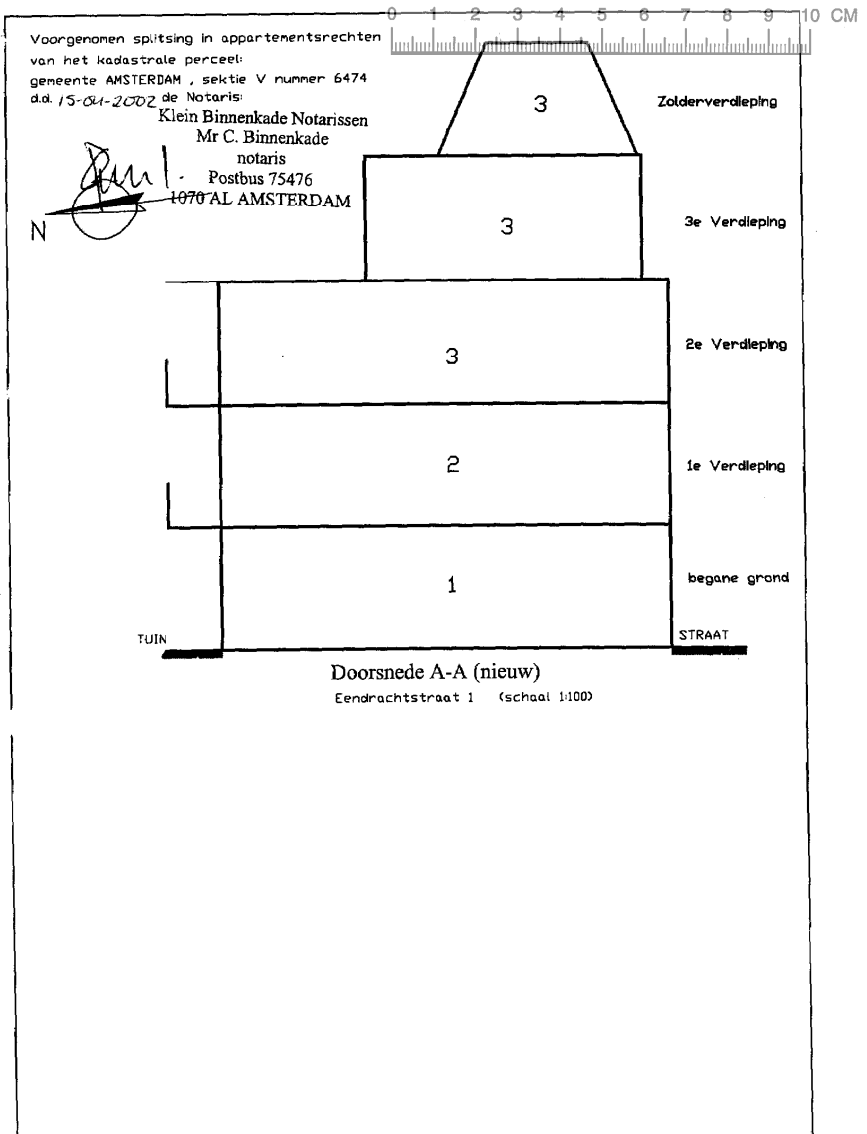 0 1 2 3 4 5 6 7 8 9 10 CM
Voorgenomen splitsing in appartementsrechten
van het kadastrale perceel:
gemeente AMSTERDAM , sektie V nummer 6474
d.d. 15-04-2002 de Notaris:
Klein Binnenkade Notarissen
Mr C. Binnenkade
notaris
Postbus 75476
1070 AL AMSTERDAM
N
3 Zolderverdieping
3 3e Verdieping
3 2e Verdieping
2 1e Verdieping
1 begane grond
TUIN STRAAT
Doorsnede A-A (nieuw)
Eendrachtstraat 1 (schaal 1:100)